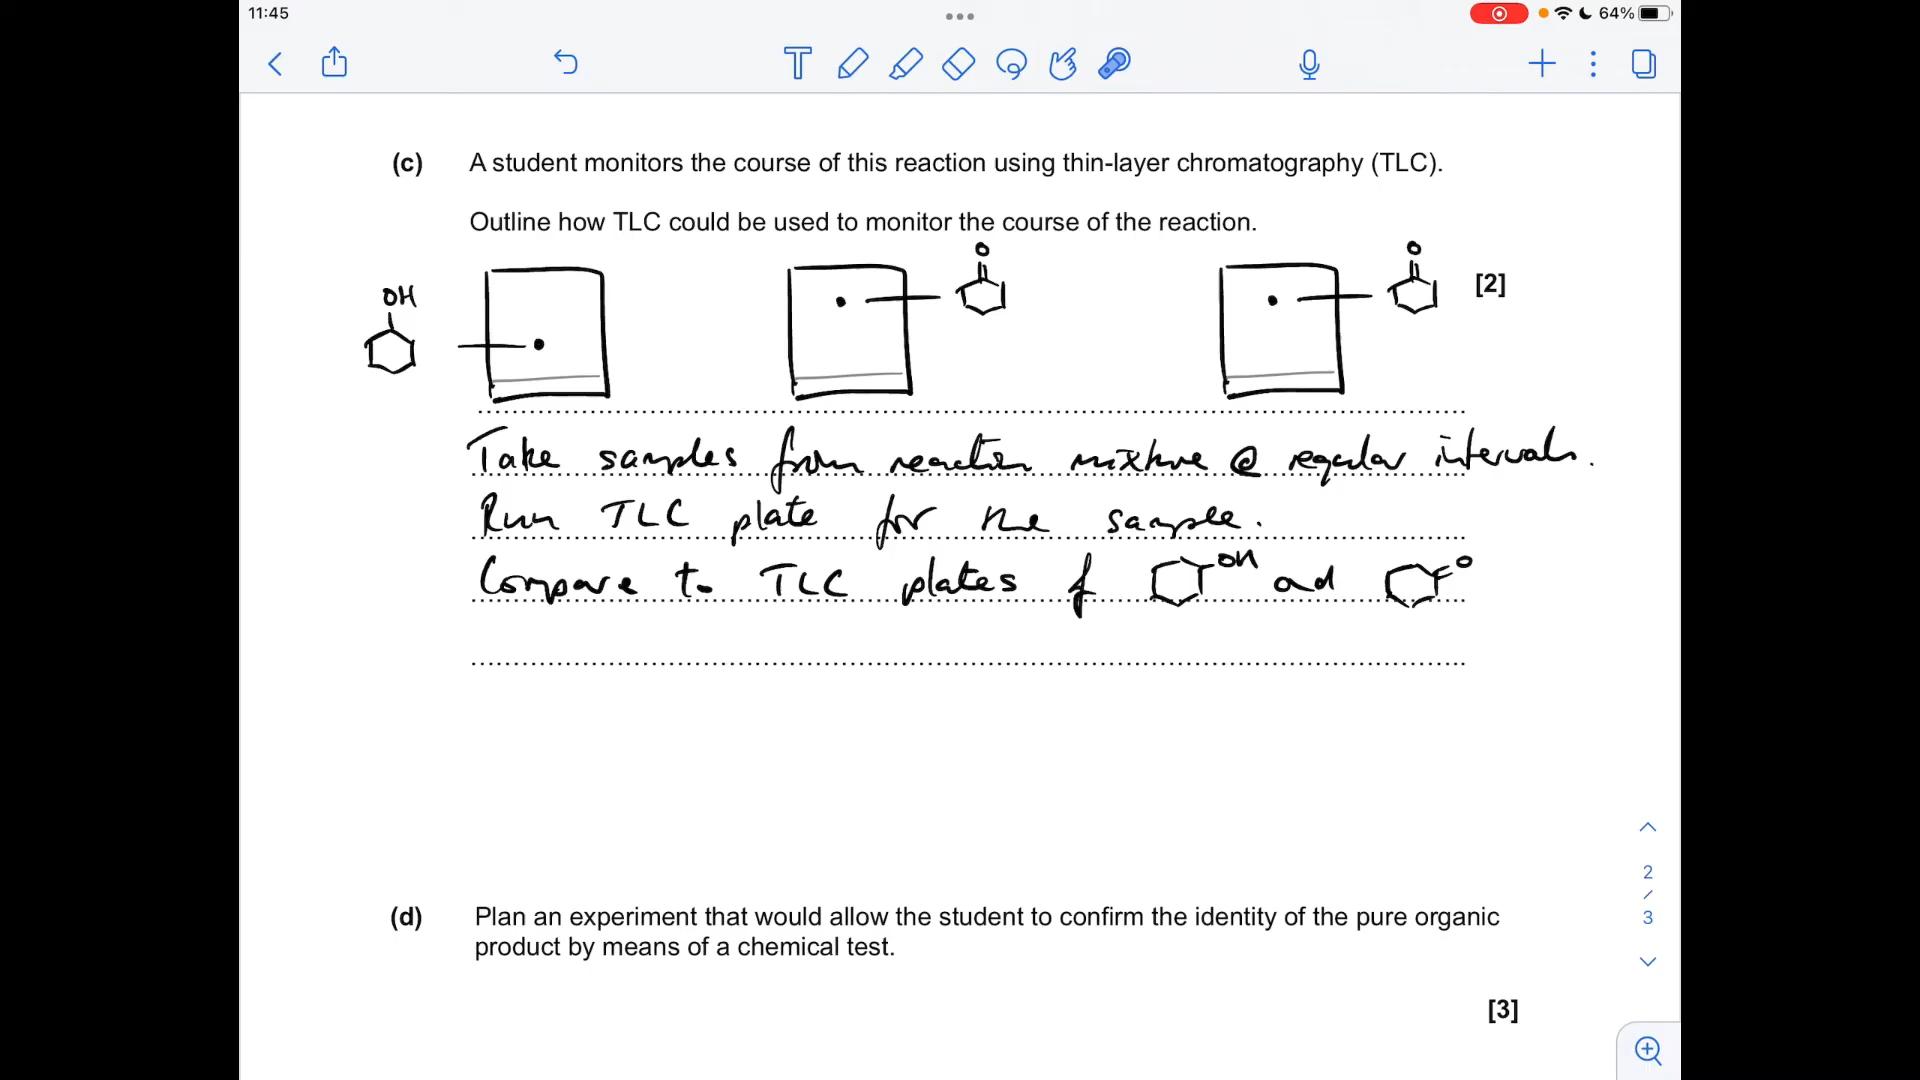 11:45
64%
(c) A student monitors the course of this reaction using thin-layer chromatography (TLC).
Outline how TLC could be used to monitor the course of the reaction.
O
O
[2]
OH
Take samples from reaction mixture @ regular intervals.
Run TLC plate for the sample.
Compare to TLC plates of OH and O
2
/
3
(d) Plan an experiment that would allow the student to confirm the identity of the pure organic
product by means of a chemical test.
[3]